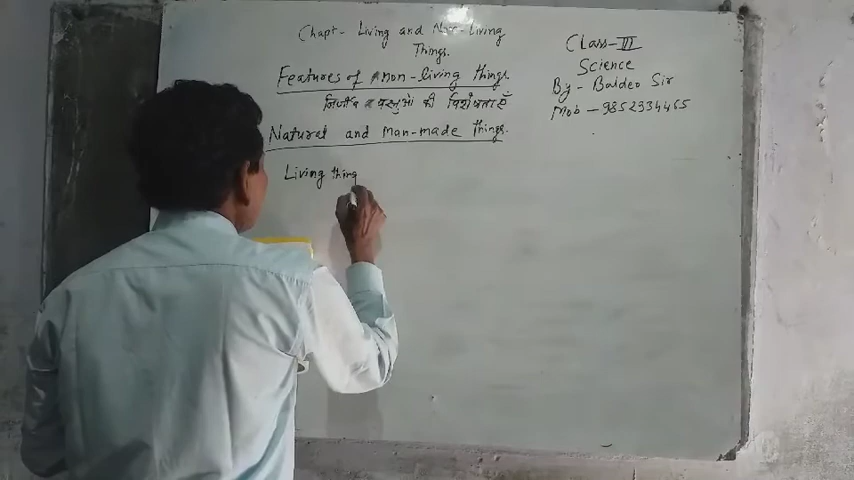 Chapt- Living and Non-Living
Things.
Features of non-living things.
निर्जीव वस्तुओं की विशेषताएँ
Natural and Man-made things.
Living thing
Class-III
Science
By- Baldeo Sir
Mob-9852334465